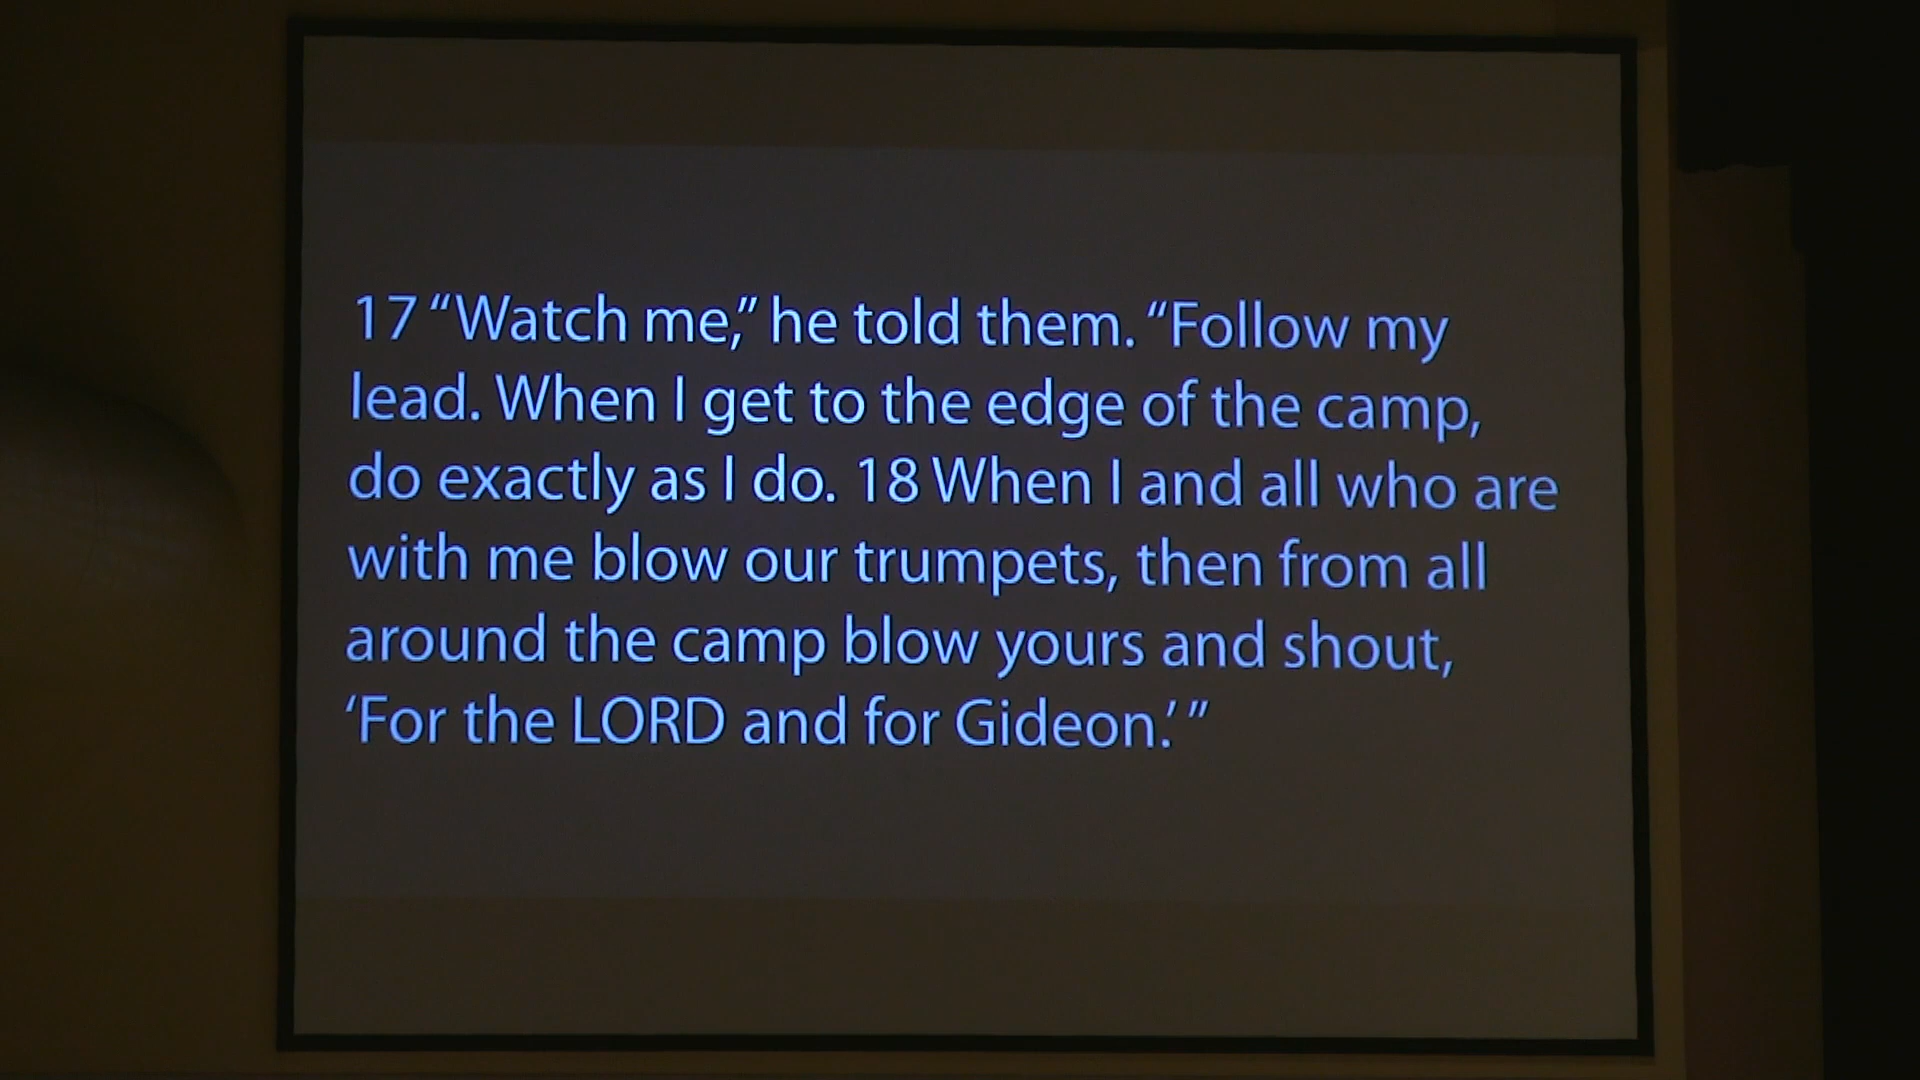 17 “Watch me,” he told them. “Follow my
lead. When I get to the edge of the camp,
do exactly as I do. 18 When I and all who are
with me blow our trumpets, then from all
around the camp blow yours and shout,
‘For the LORD and for Gideon.’ ”